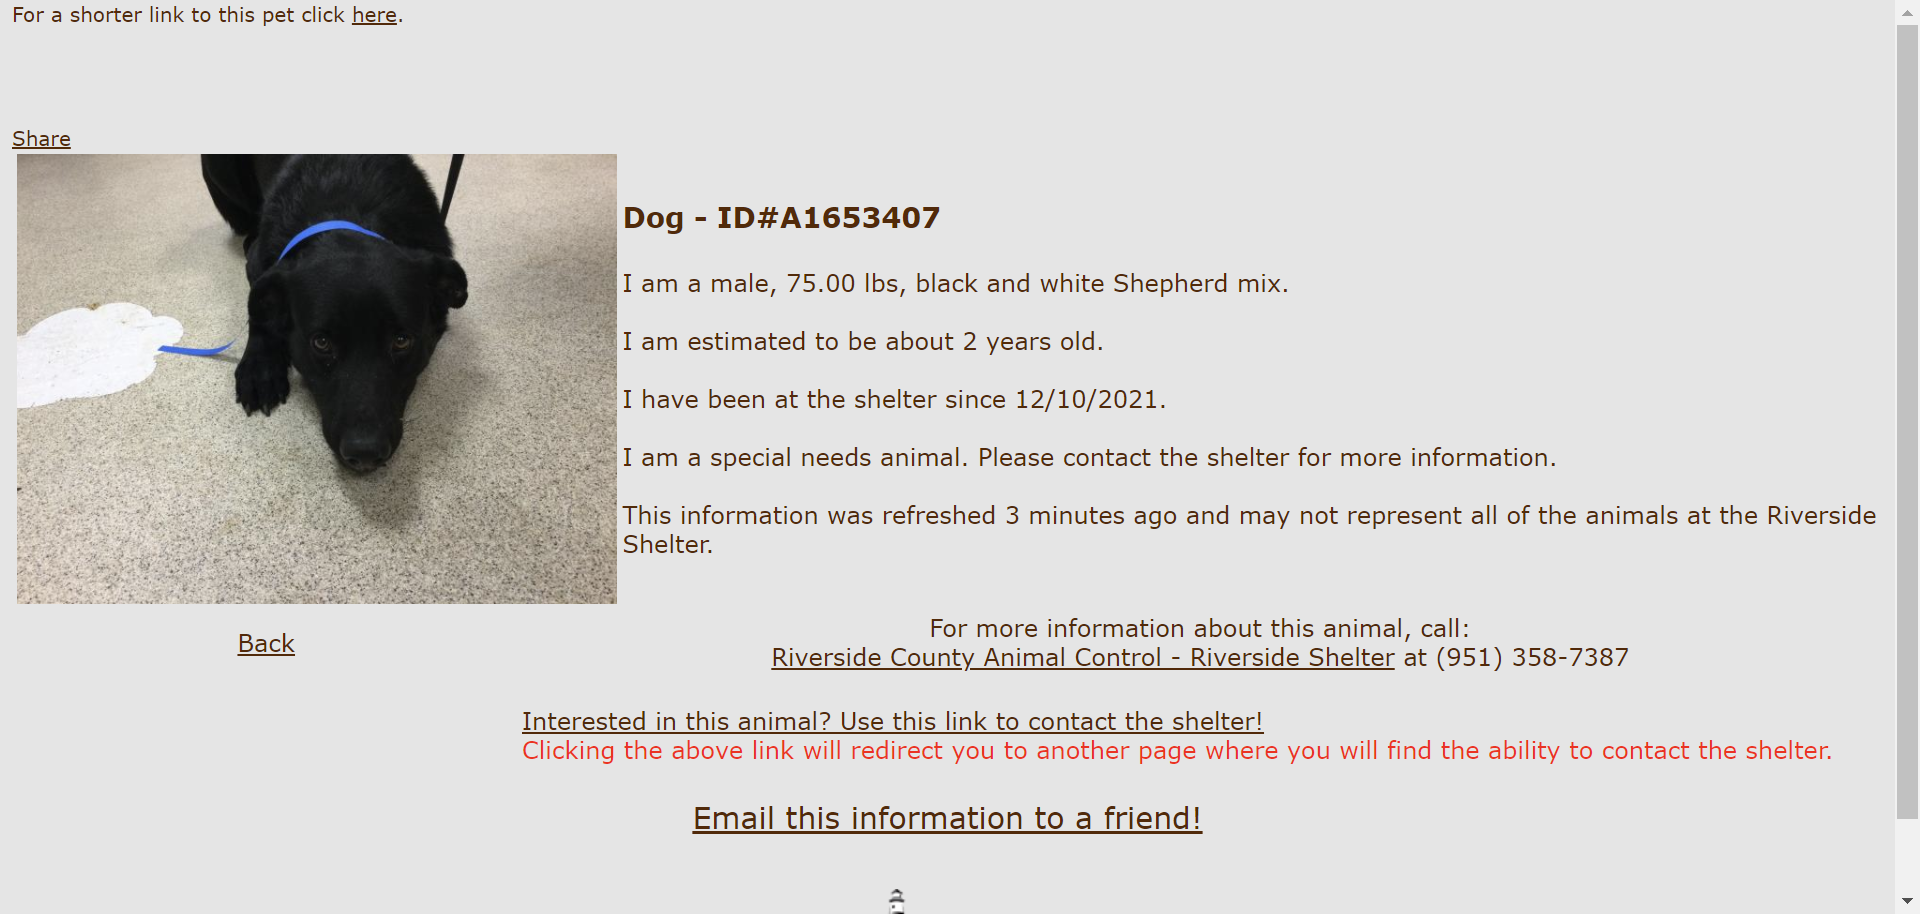 For a shorter link to this pet click here.
Share
Dog - ID#A1653407
I am a male, 75.00 lbs, black and white Shepherd mix.
I am estimated to be about 2 years old.
I have been at the shelter since 12/10/2021.
I am a special needs animal. Please contact the shelter for more information.
This information was refreshed 3 minutes ago and may not represent all of the animals at the Riverside
Shelter.
Back
For more information about this animal, call:
Riverside County Animal Control - Riverside Shelter at (951) 358-7387
Interested in this animal? Use this link to contact the shelter!
Clicking the above link will redirect you to another page where you will find the ability to contact the shelter.
Email this information to a friend!